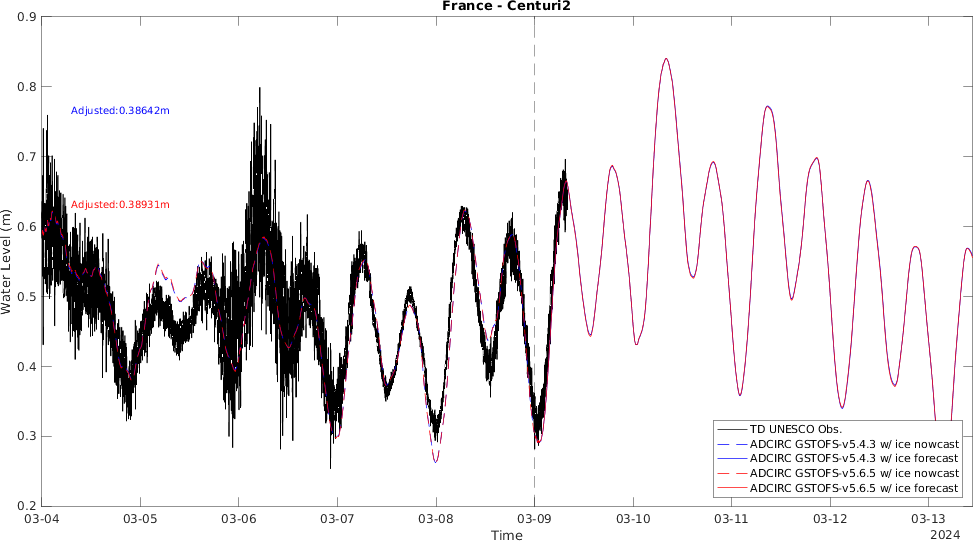 France - Centuri2
0.9
0.8
0.7
0.6
0.5
0.4
0.3
0.2
Water Level (m)
Adjusted:0.38642m
Adjusted:0.38931m
TD UNESCO Obs.
ADCIRC GSTOFS-v5.4.3 w/ ice nowcast
ADCIRC GSTOFS-v5.4.3 w/ ice forecast
ADCIRC GSTOFS-v5.6.5 w/ ice nowcast
ADCIRC GSTOFS-v5.6.5 w/ ice forecast
03-04 03-05 03-06 03-07 03-08 03-09 03-10 03-11 03-12 03-13
Time
2024